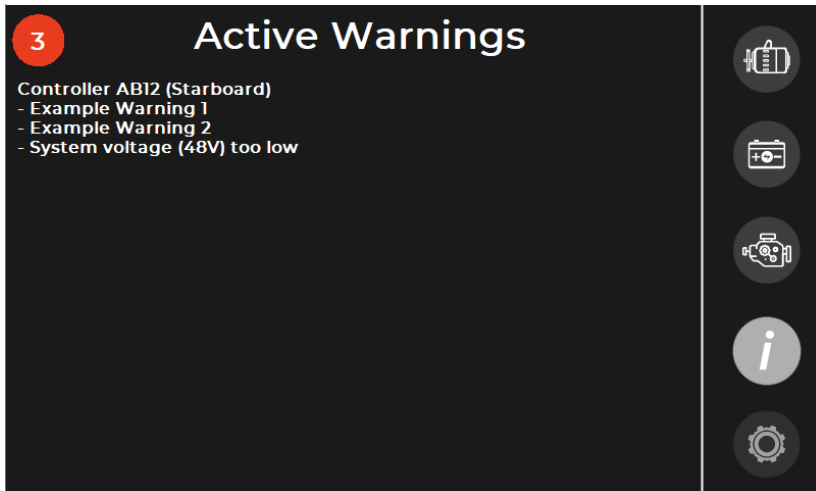 3
Active Warnings
Controller AB12 (Starboard)
- Example Warning 1
- Example Warning 2
- System voltage (48V) too low
i